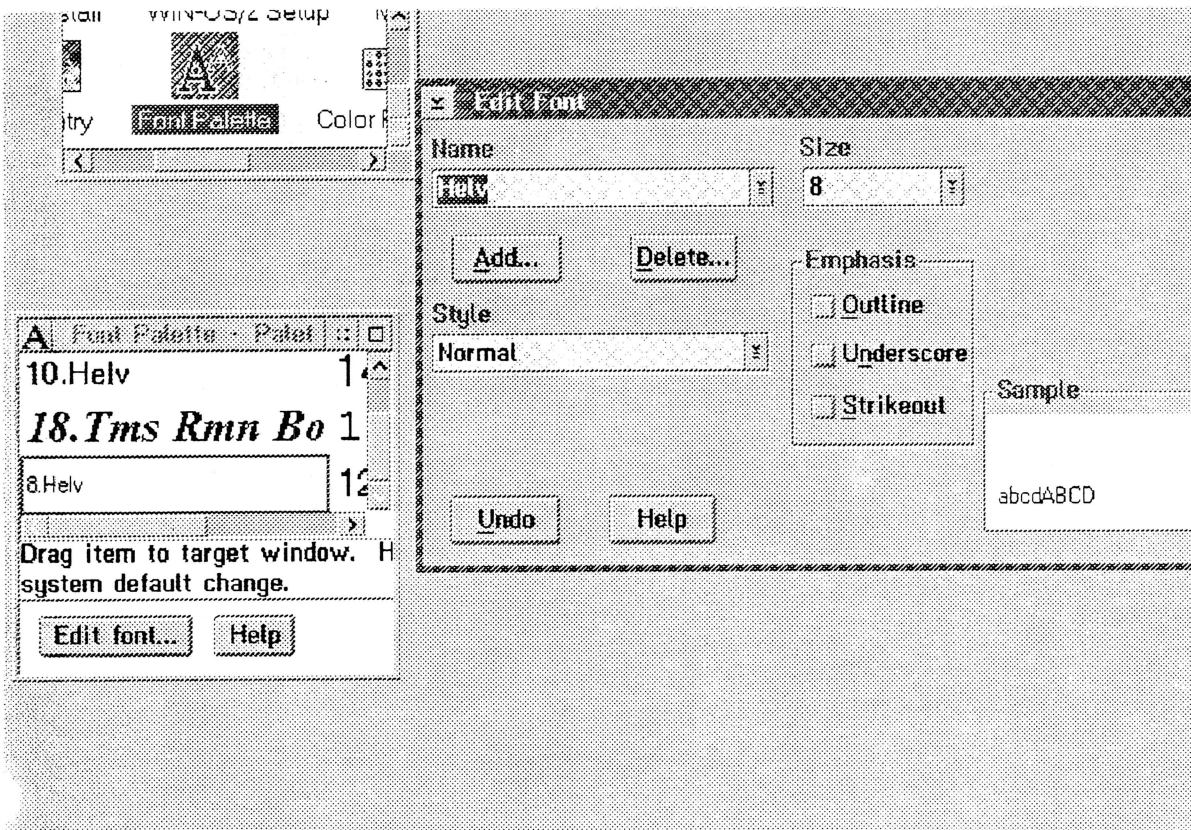 WIN-OS/2 Setup
Font Palette
Color
Edit Font
Name
Size
Helv
8
Add...
Delete...
Emphasis
Outline
Underscore
Strikeout
Style
Normal
Sample
abcdABCD
Undo
Help
Font Palette - Palet
10.Helv
18.Tms Rmn Bo 1
8.Helv 12
Drag item to target window. H
system default change.
Edit font...
Help